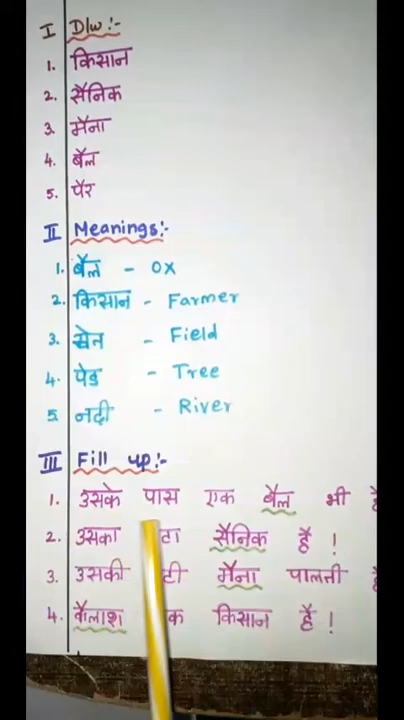 I Dlw:-
1. किसान
2. सैनिक
3. मैना
4. बैल
5. पैर
II Meanings:-
1. बैल - ox
2. किसान - Farmer
3. खेत - Field
4. पेड - Tree
5. नदी - River
III Fill up:-
1. उसके पास एक बैल भी
2. उसका टा सैनिक है !
3. उसकी टी मैना पालती
4. कैलाश क किसान है !